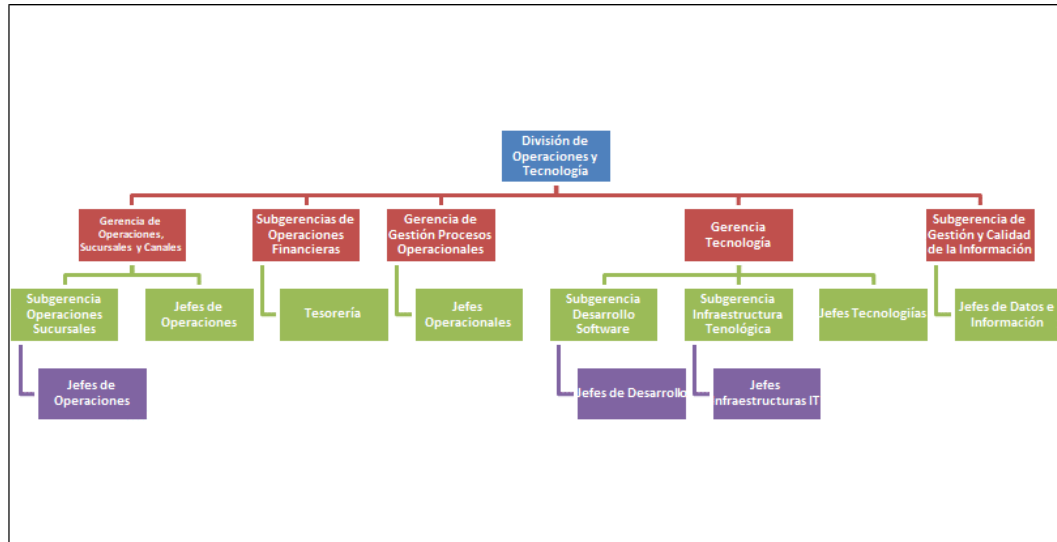 División de
Operaciones y
Tecnología
Gerencia de
Operaciones,
Sucursales y Canales
Subgerencias de
Operaciones
Financieras
Gerencia de
Gestión Procesos
Operacionales
Gerencia
Tecnología
Subgerencia de
Gestión y Calidad
de la Información
Subgerencia
Operaciones
Sucursales
Jefes de
Operaciones
Tesorería
Jefes
Operacionales
Subgerencia
Desarrollo
Software
Subgerencia
Infraestructura
Tenológica
Jefes Tecnologiías
Jefes de Datos e
Información
Jefes de
Operaciones
Jefes de Desarrollo
Jefes
Infraestructuras IT